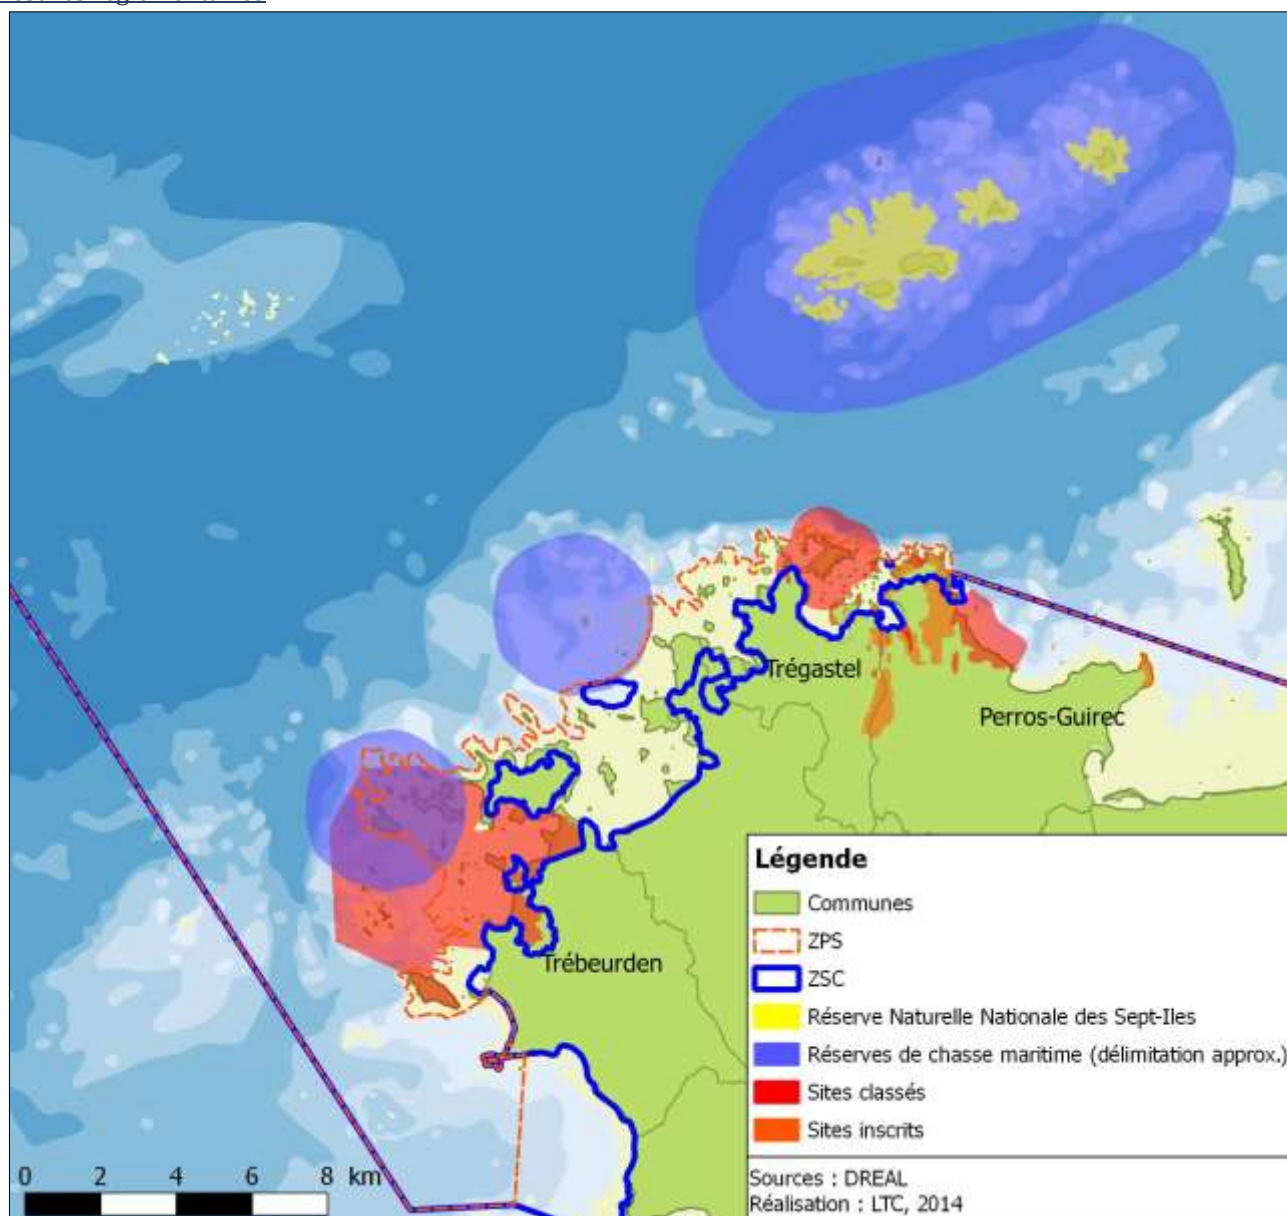 Trégastel
Perros-Guirec
Trébeurden
Légende
Communes
ZPS
ZSC
Réserve Naturelle Nationale des Sept-Iles
Réserves de chasse maritime (délimitation approx.)
Sites classés
Sites inscrits
0 2 4 6 8 km
Sources : DREAL
Réalisation : LTC, 2014